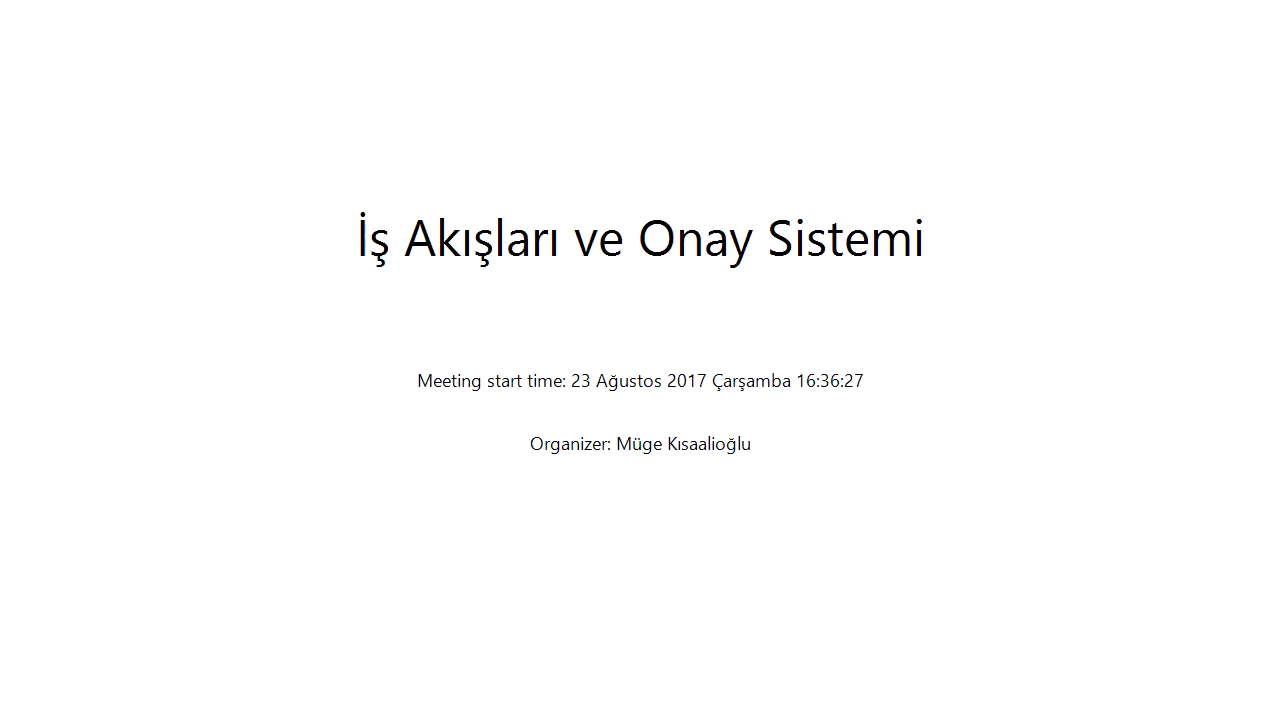 İş Akışları ve Onay Sistemi
Meeting start time: 23 Ağustos 2017 Çarşamba 16:36:27
Organizer: Müge Kısaalioğlu